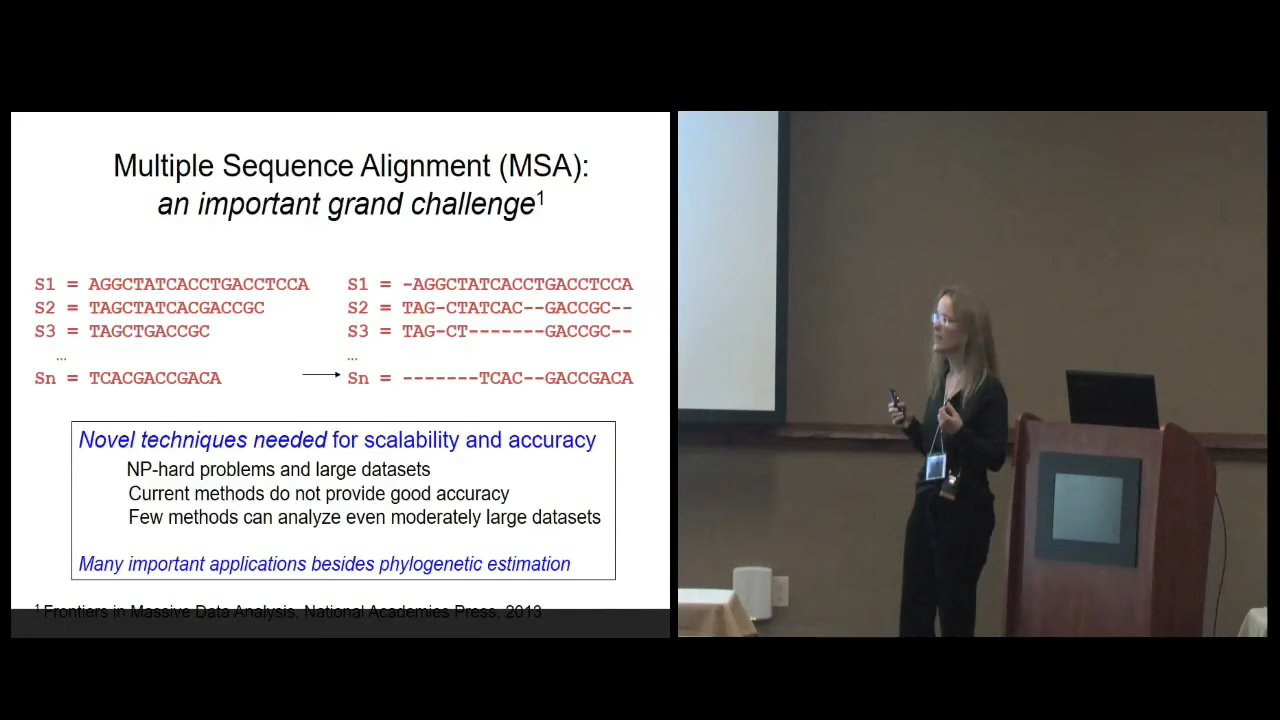 Multiple Sequence Alignment (MSA):
an important grand challenge1
S1 = AGGCTATCACCTGACCTCCA
S2 = TAGCTATCACGACCGC
S3 = TAGCTGACCGC
…
Sn = TCACGACCGACA
S1 = -AGGCTATCACCTGACCTCCA
S2 = TAG-CTATCAC--GACCGC--
S3 = TAG-CT-------GACCGC--
…
Sn = -------TCAC--GACCGACA
Novel techniques needed for scalability and accuracy
NP-hard problems and large datasets
Current methods do not provide good accuracy
Few methods can analyze even moderately large datasets
Many important applications besides phylogenetic estimation
1 Frontiers in Massive Data Analysis, National Academies Press, 2013